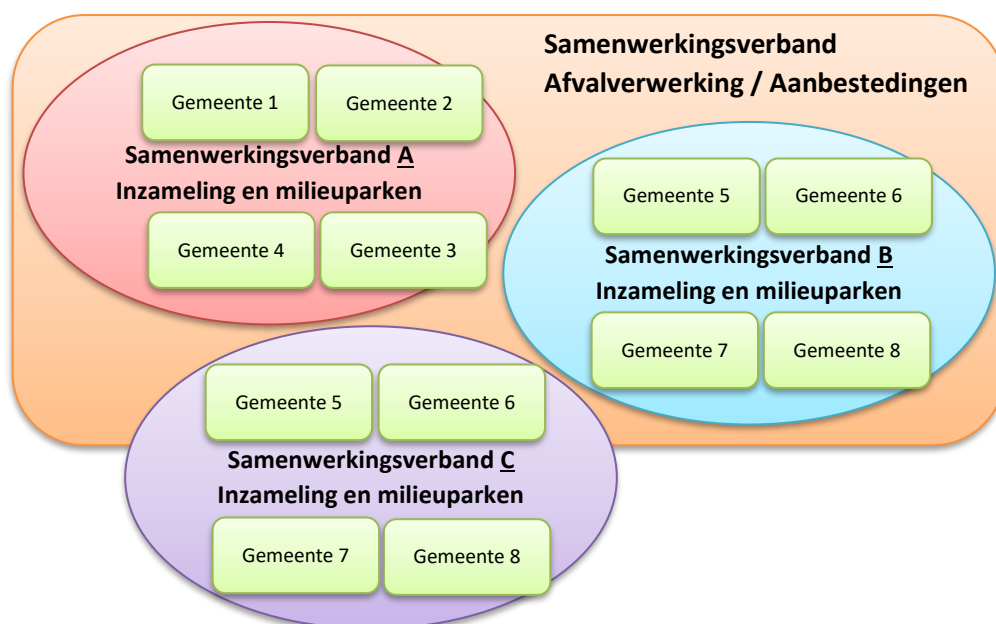 Samenwerkingsverband
Afvalverwerking / Aanbestedingen
Gemeente 1
Gemeente 2
Samenwerkingsverband A
Inzameling en milieuparken
Gemeente 4
Gemeente 3
Gemeente 5
Gemeente 6
Samenwerkingsverband B
Inzameling en milieuparken
Gemeente 7
Gemeente 8
Gemeente 5
Gemeente 6
Samenwerkingsverband C
Inzameling en milieuparken
Gemeente 7
Gemeente 8